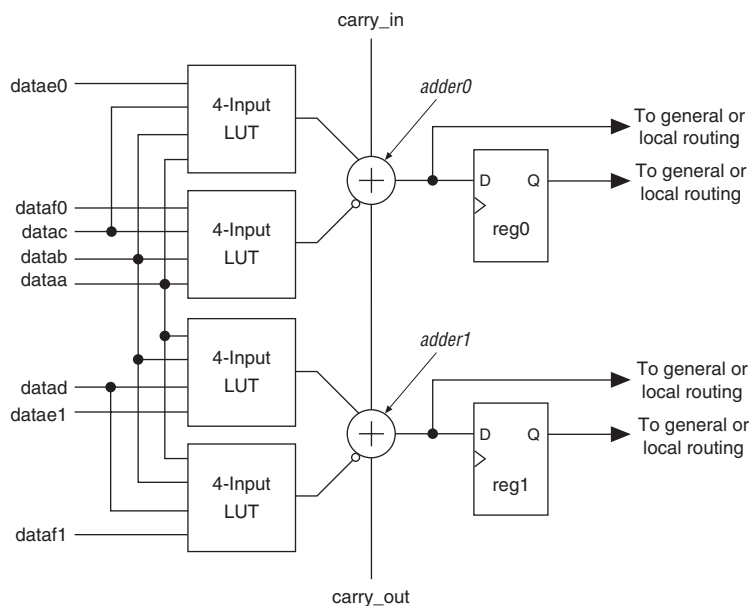 carry_in
adder0
datae0
4-Input
LUT
To general or
local routing
D Q
To general or
local routing
reg0
dataf0
datac
datab
dataa
4-Input
LUT
adder1
4-Input
LUT
datad
datae1
To general or
local routing
D Q
To general or
local routing
reg1
4-Input
LUT
dataf1
carry_out